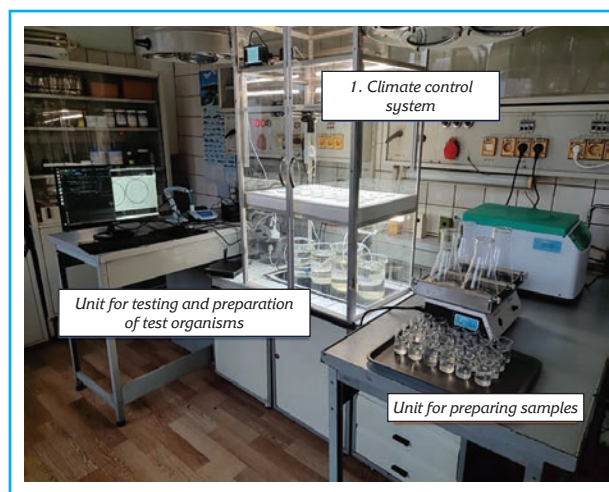 1. Climate control
system
Unit for testing and preparation
of test organisms
Unit for preparing samples